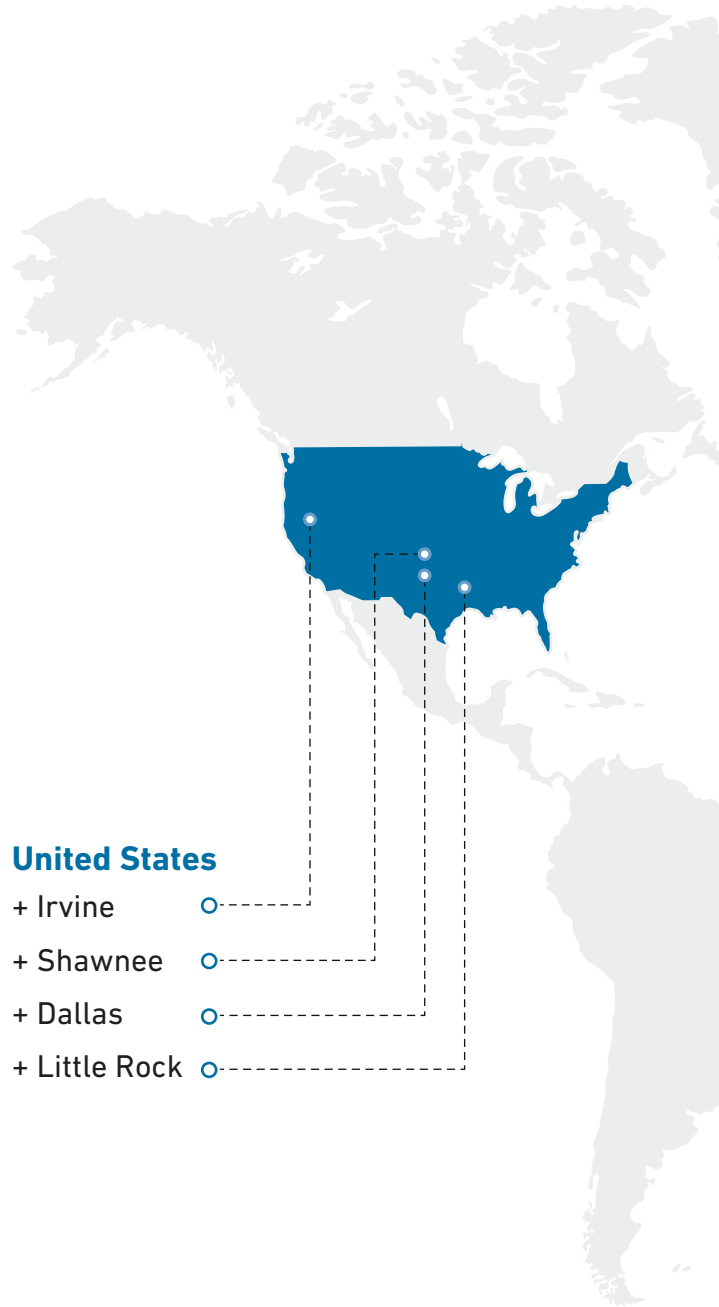 United States
+ Irvine
+ Shawnee
+ Dallas
+ Little Rock